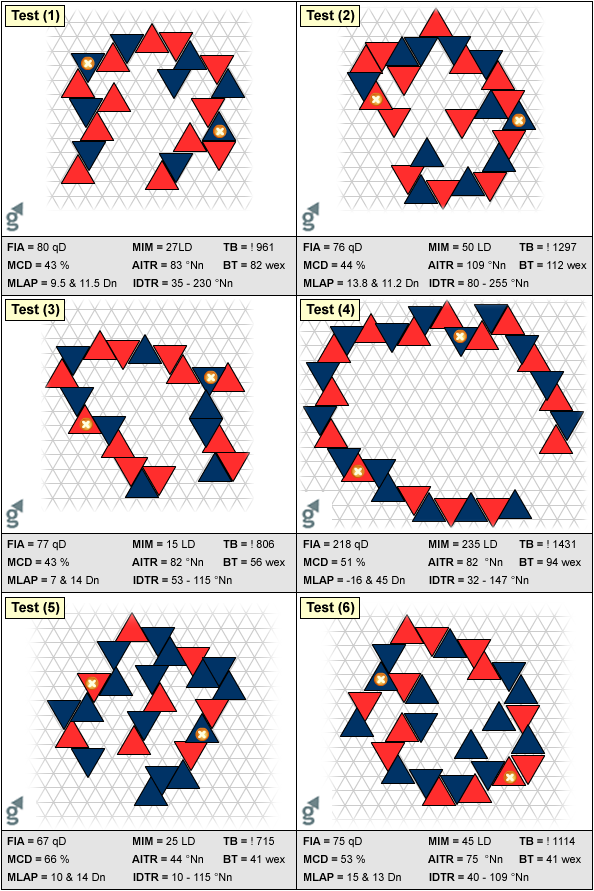 Test (1)
Test (2)
g
g
FIA = 80 qD MIM = 27LD TB = ! 961
MCD = 43 % AITR = 83 °Nn BT = 82 wex
MLAP = 9.5 & 11.5 Dn IDTR = 35 - 230 °Nn
FIA = 76 qD MIM = 50 LD TB = ! 1297
MCD = 44 % AITR = 109 °Nn BT = 112 wex
MLAP = 13.8 & 11.2 Dn IDTR = 80 - 255 °Nn
Test (3)
Test (4)
g
g
FIA = 77 qD MIM = 15 LD TB = ! 806
MCD = 43 % AITR = 82 °Nn BT = 56 wex
MLAP = 7 & 14 Dn IDTR = 53 - 115 °Nn
FIA = 218 qD MIM = 235 LD TB = ! 1431
MCD = 51 % AITR = 82 °Nn BT = 94 wex
MLAP = -16 & 45 Dn IDTR = 32 - 147 °Nn
Test (5)
Test (6)
g
g
FIA = 67 qD MIM = 25 LD TB = ! 715
MCD = 66 % AITR = 44 °Nn BT = 41 wex
MLAP = 10 & 14 Dn IDTR = 10 - 115 °Nn
FIA = 75 qD MIM = 45 LD TB = ! 1114
MCD = 53 % AITR = 75 °Nn BT = 41 wex
MLAP = 15 & 13 Dn IDTR = 40 - 109 °Nn